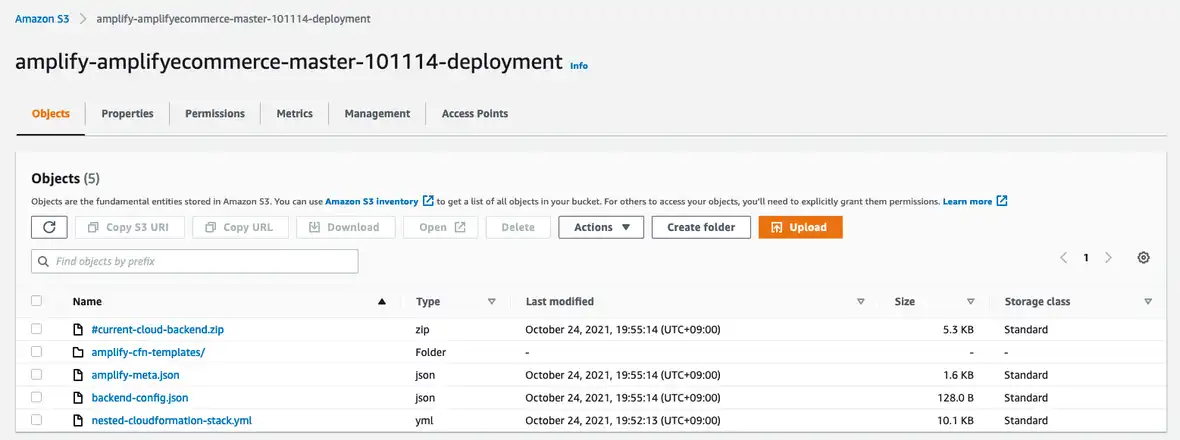 Amazon S3 > amplify-amplifyecommerce-master-101114-deployment
amplify-amplifyecommerce-master-101114-deployment Info
Objects Properties Permissions Metrics Management Access Points
Objects (5)
Objects are the fundamental entities stored in Amazon S3. You can use Amazon S3 inventory to get a list of all objects in your bucket. For others to access your objects, you'll need to explicitly grant them permissions. Learn more
Copy S3 URI Copy URL Download Open Delete Actions Create folder Upload
Find objects by prefix 1
Name Type Last modified Size Storage class
#current-cloud-backend.zip zip October 24, 2021, 19:55:14 (UTC+09:00) 5.3 KB Standard
amplify-cfn-templates/ Folder - - -
amplify-meta.json json October 24, 2021, 19:55:14 (UTC+09:00) 1.6 KB Standard
backend-config.json json October 24, 2021, 19:55:14 (UTC+09:00) 128.0 B Standard
nested-cloudformation-stack.yml yml October 24, 2021, 19:52:13 (UTC+09:00) 10.1 KB Standard